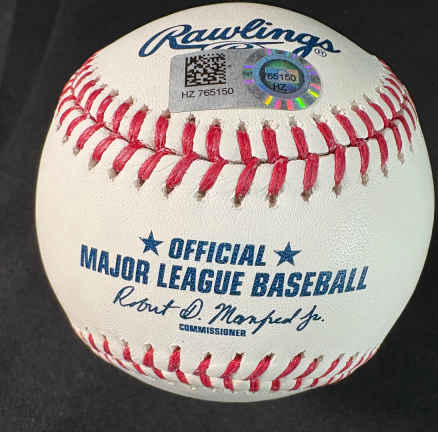 Rawlings®
HZ 765150
765150
HZ
★ OFFICIAL ★
MAJOR LEAGUE BASEBALL
Robert D. Manfred Jr.
COMMISSIONER